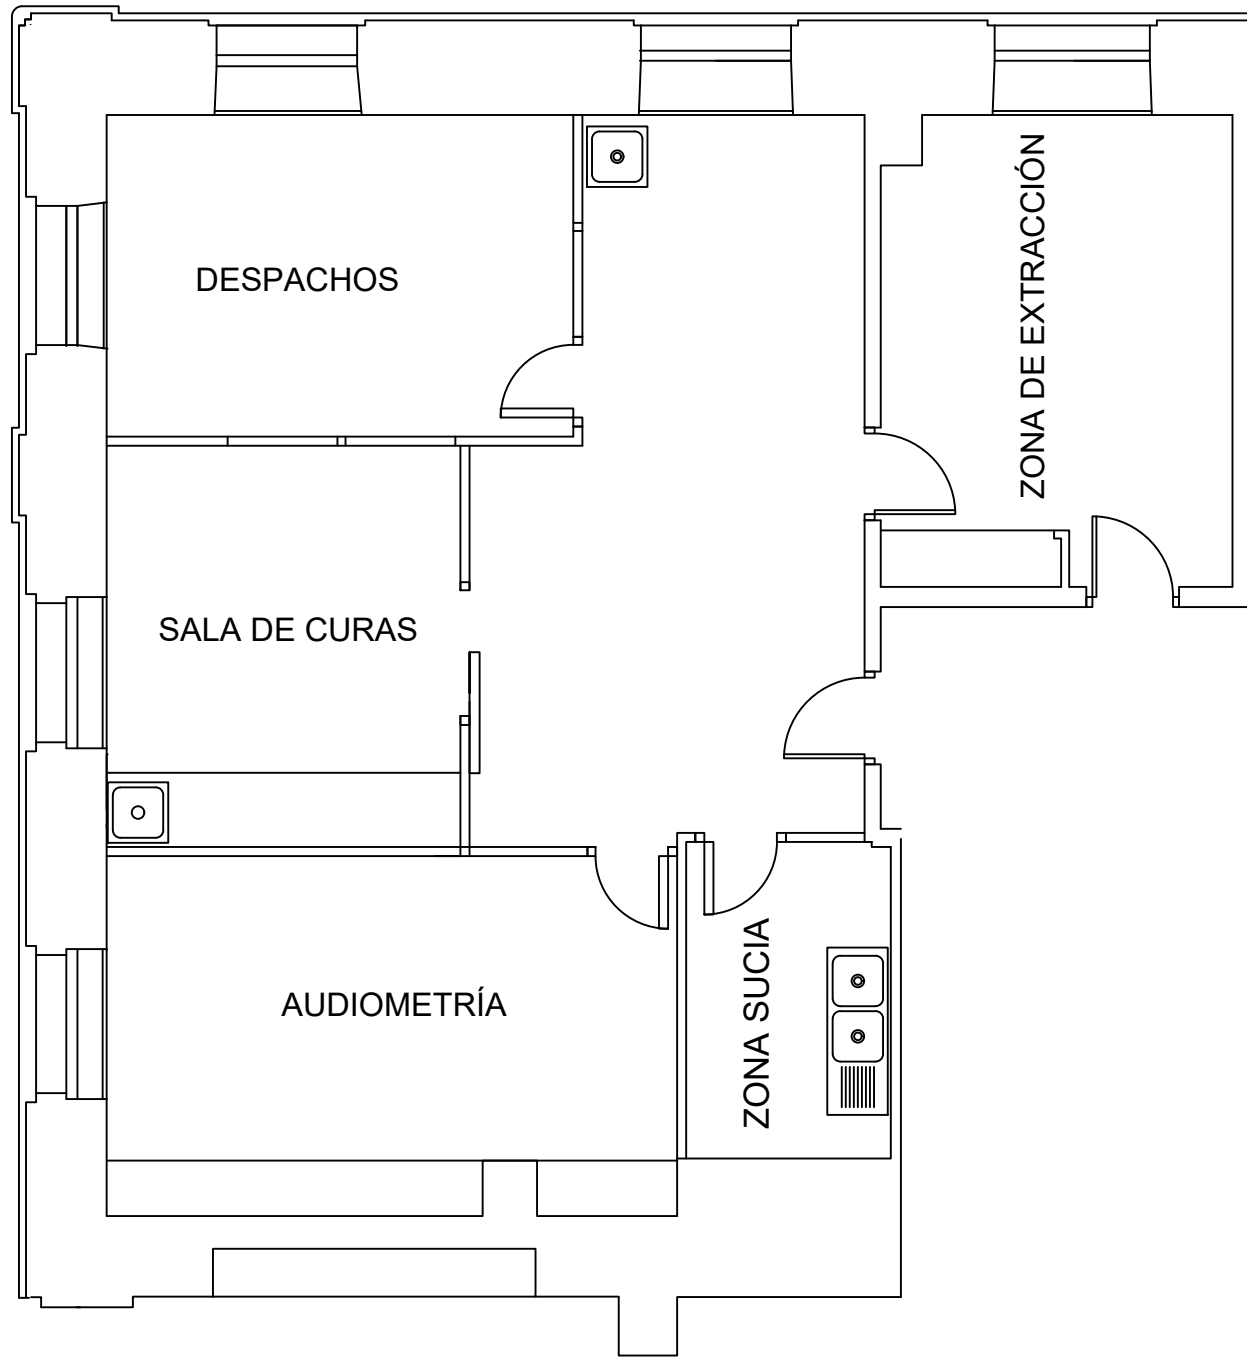 DESPACHOS
ZONA DE EXTRACCIÓN
SALA DE CURAS
AUDIOMETRÍA
ZONA SUCIA